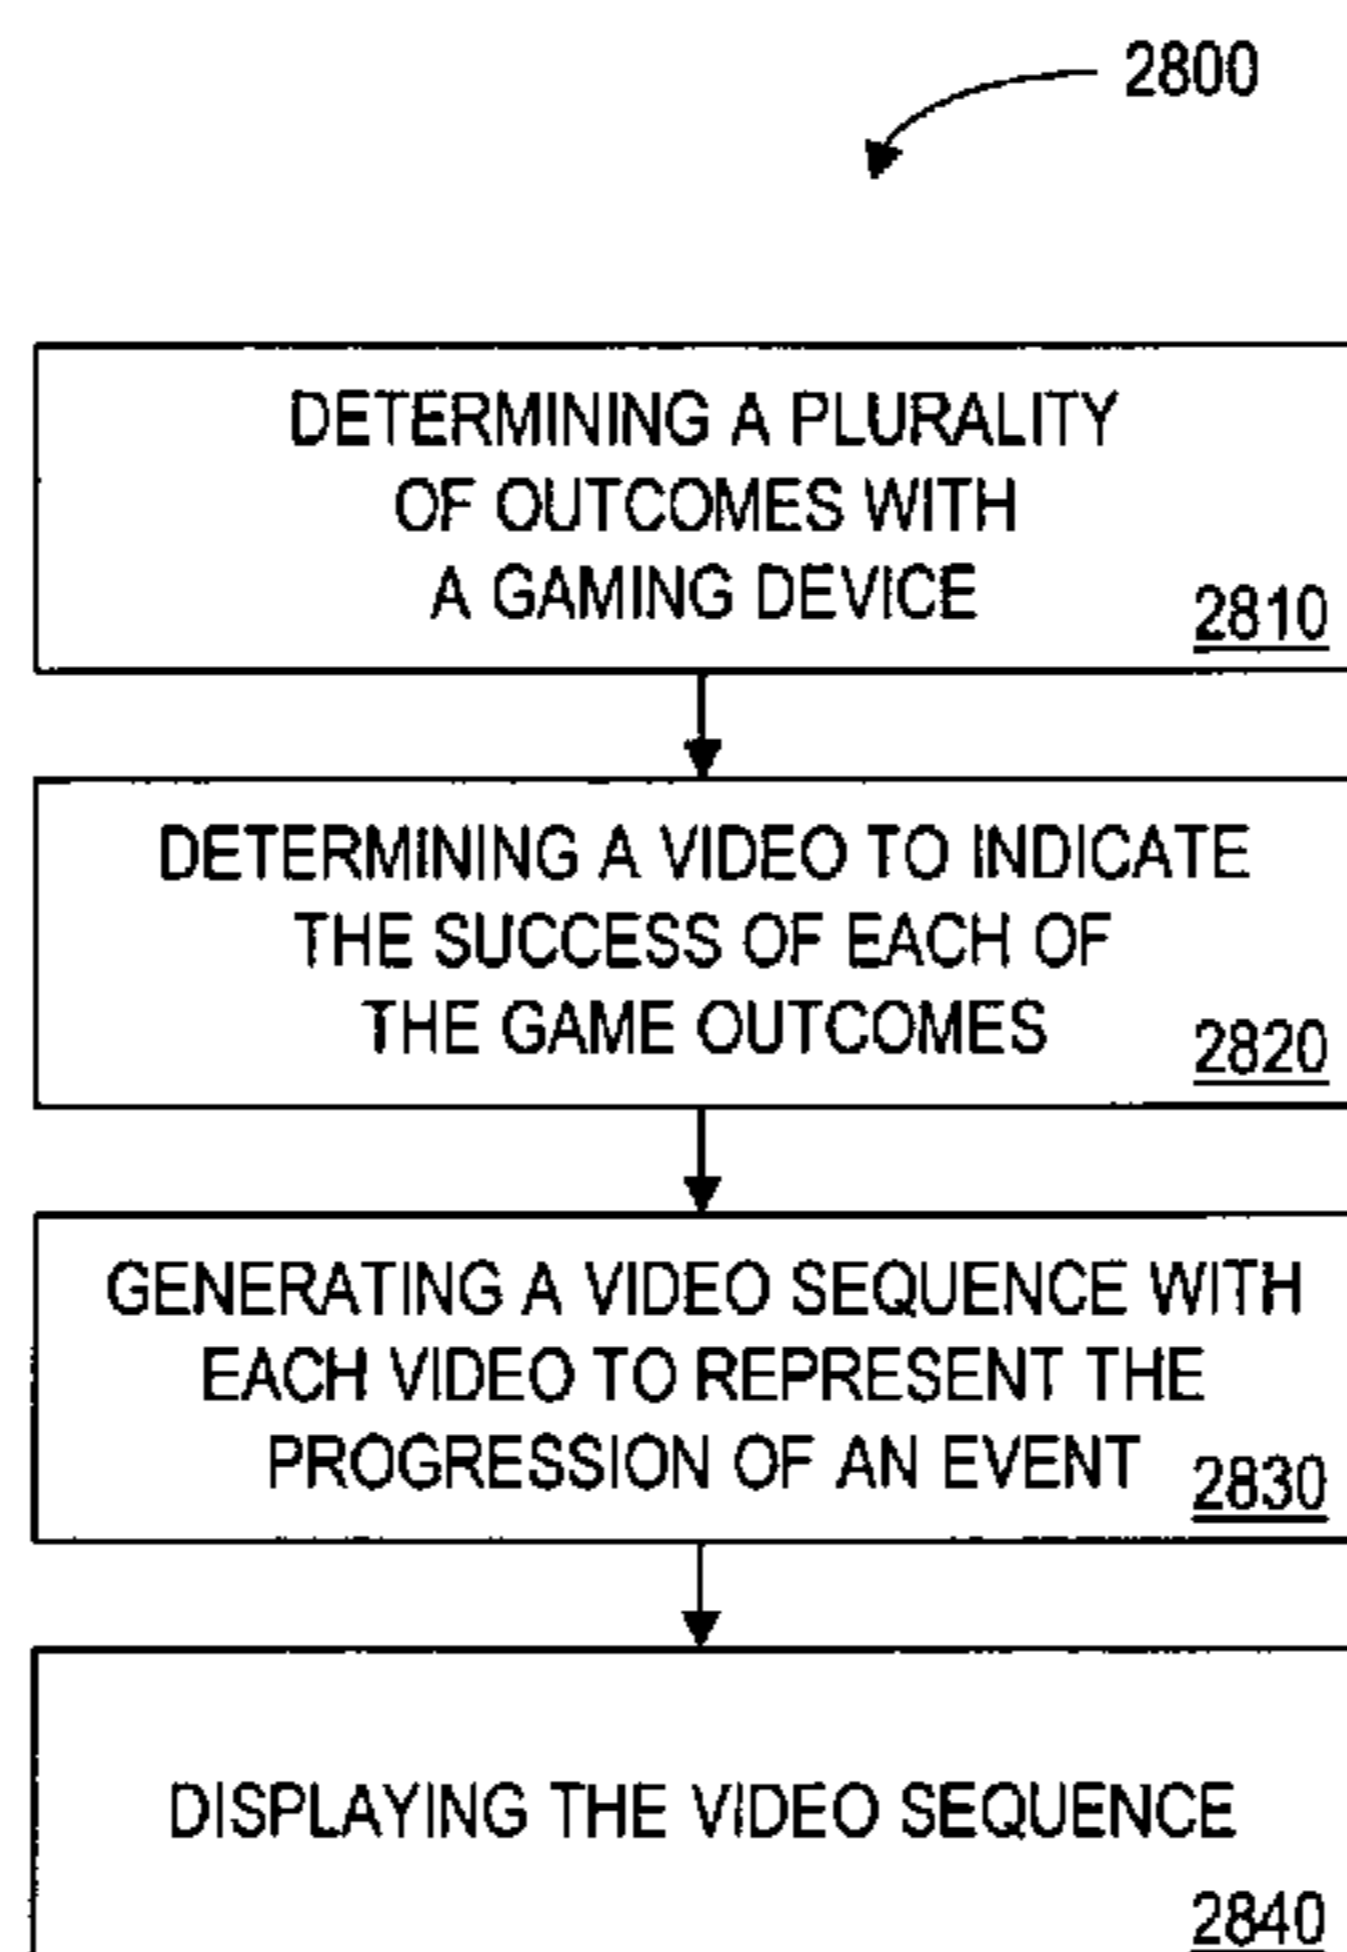 2800
DETERMINING A PLURALITY
OF OUTCOMES WITH
A GAMING DEVICE
2810
DETERMINING A VIDEO TO INDICATE
THE SUCCESS OF EACH OF
THE GAME OUTCOMES
2820
GENERATING A VIDEO SEQUENCE WITH
EACH VIDEO TO REPRESENT THE
PROGRESSION OF AN EVENT
2830
DISPLAYING THE VIDEO SEQUENCE
2840